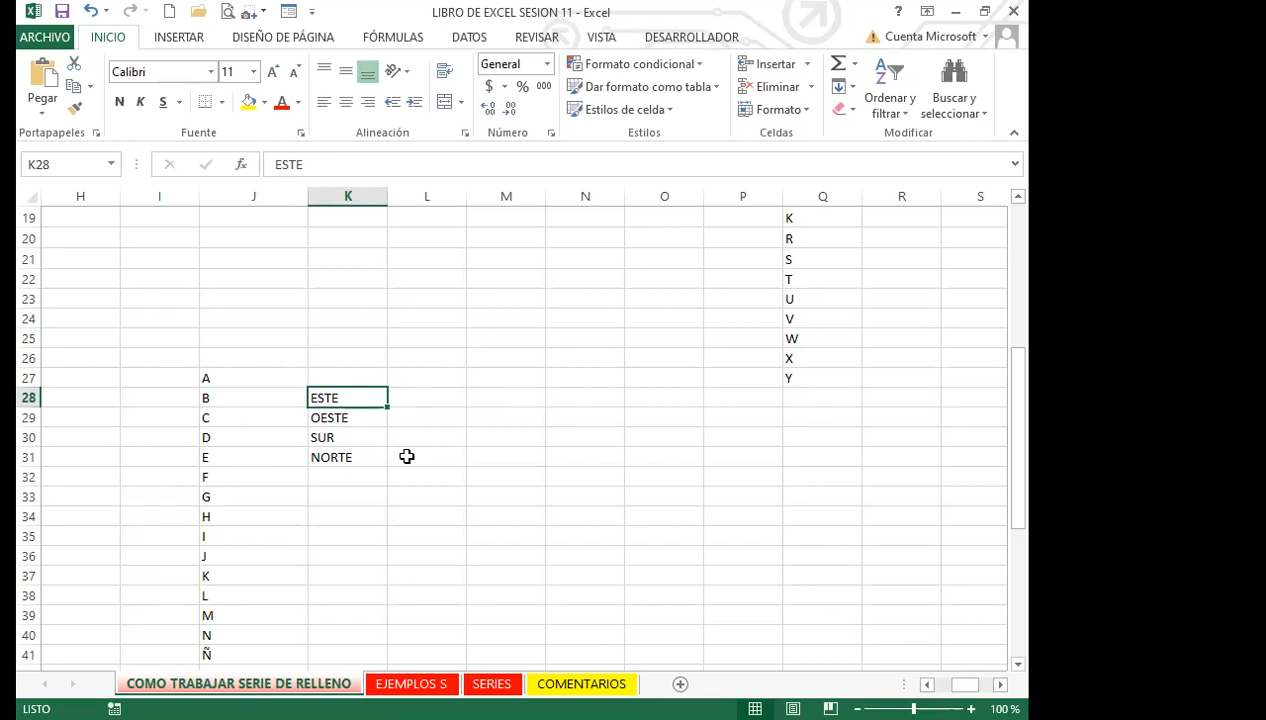 LIBRO DE EXCEL SESION 11 - Excel
ARCHIVO INICIO INSERTAR DISEÑO DE PÁGINA FÓRMULAS DATOS REVISAR VISTA DESARROLLADOR Cuenta Microsoft
Pegar
Portapapeles
Calibri 11
N K S
Fuente
Alineación
General
$ % 000
Número
Formato condicional
Dar formato como tabla
Estilos de celda
Estilos
Insertar
Eliminar
Formato
Celdas
Ordenar y filtrar
Buscar y seleccionar
Modificar
K28 fx ESTE
H I J K L M N O P Q R S
19 K
20 R
21 S
22 T
23 U
24 V
25 W
26 X
27 A Y
28 B ESTE
29 C OESTE
30 D SUR
31 E NORTE
32 F
33 G
34 H
35 I
36 J
37 K
38 L
39 M
40 N
41 Ñ
COMO TRABAJAR SERIE DE RELLENO EJEMPLOS S SERIES COMENTARIOS
LISTO 100 %